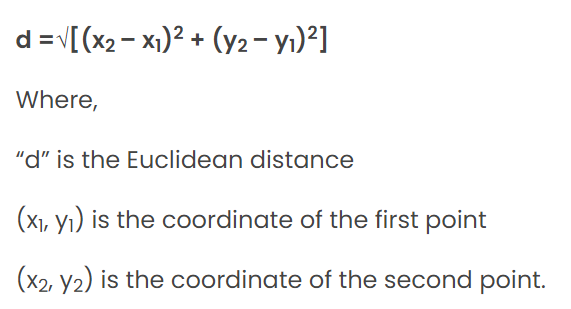 d =√[(x₂ – x₁)² + (y₂ – y₁)²]
Where,
“d” is the Euclidean distance
(x₁, y₁) is the coordinate of the first point
(x₂, y₂) is the coordinate of the second point.